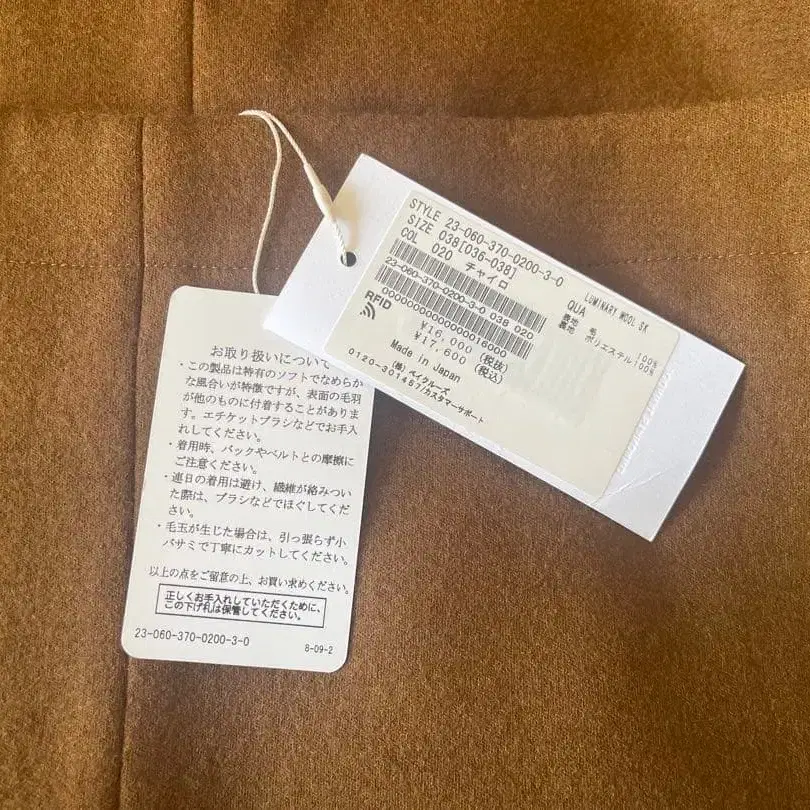 STYLE 23-060-370-0200-3-0
SIZE 038[036-038]
COL 020 チャイロ
23-060-370-0200-3-0 038 020
RFID
0000000000000016000
¥16,000 (税抜)
¥17,600 (税込)
Made in Japan
(株) ベイクルーズ
0120-301457/カスタマーサポート
LUMINARY WOOL SK
QUA
表地 毛 100%
裏地 ポリエステル100%
お取り扱いについて
・この製品は特有のソフトでなめらか
な風合いが特徴ですが、表面の毛羽
が他のものに付着することがありま
す。エチケットブラシなどでお手入
れしてください。
・着用時、バックやベルトとの摩擦に
ご注意ください。
・連日の着用は避け、繊維が絡みつい
た際は、ブラシなどでほぐしてくだ
さい。
・毛玉が生じた場合は、引っ張らず小
バサミで丁寧にカットしてください。
以上の点をご留意の上、お買い求めください。
正しくお手入れしていただくために、
この下げ札は保管してください。
23-060-370-0200-3-0
8-09-2